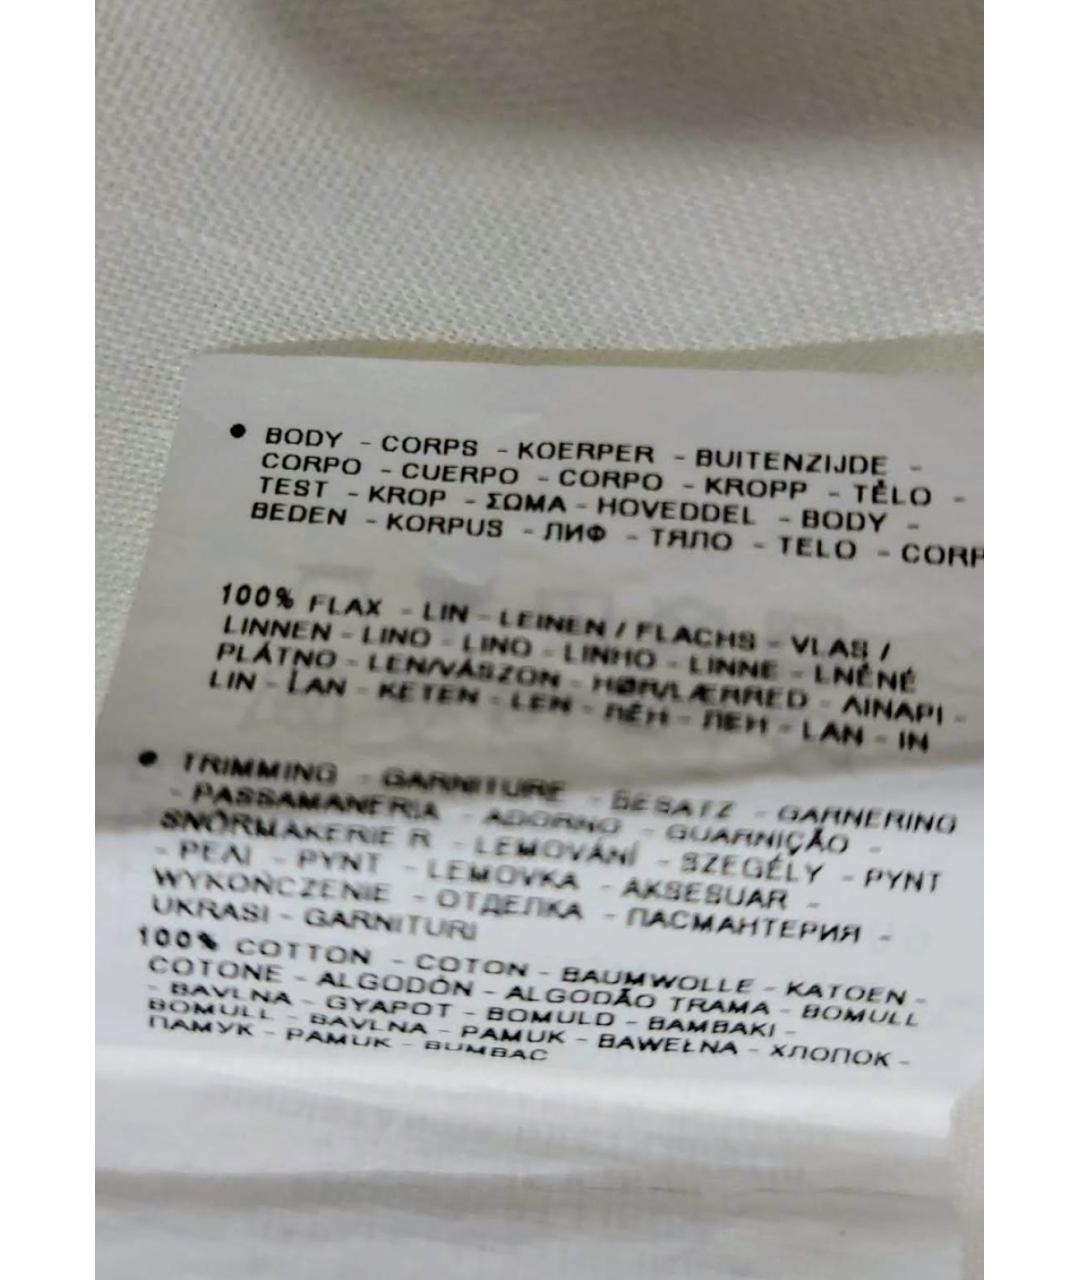 ● BODY - CORPS - KOERPER - BUITENZIJDE -
CORPO - CUERPO - CORPO - KROPP - TĚLO -
TEST - KROP - ΣΩΜΑ - HOVEDDEL - BODY -
BEDEN - KORPUS - ЛИФ - ТЯЛО - TELO - CORP
100% FLAX - LIN - LEINEN / FLACHS - VLAS /
LINNEN - LINO - LINO - LINHO - LINNE - LNĚNÉ
PLÁTNO - LEN/VÁSZON - HØR/LÆRRED - ΛΙΝΑΡΙ -
LIN - İAN - KETEN - LEN - ЛЁН - ЛЕН - LAN - IN
● TRIMMING - GARNITURE - BESATZ - GARNERING
- PASSAMANERIA - ADORNO - GUARNIÇÃO -
SNÖRMAKERIE R - LEMOVÁNÍ - SZEGÉLY - PYNT
- ΡΕΛΙ - PYNT - LEMOVKA - AKSESUAR -
WYKOŃCZENIE - ОТДЕЛКА - ПАСМАНТЕРИЯ -
UKRASI - GARNITURI
100% COTTON - COTON - BAUMWOLLE - KATOEN -
COTONE - ALGODÓN - ALGODÃO TRAMA - BOMULL
- BAVLNA - GYAPOT - BOMULD - BAMBAKI -
BOMULL - BAVLNA - PAMUK - BAWEŁNA - ХЛОПОК -
ПАМУК - PAMUK - BUMBAC